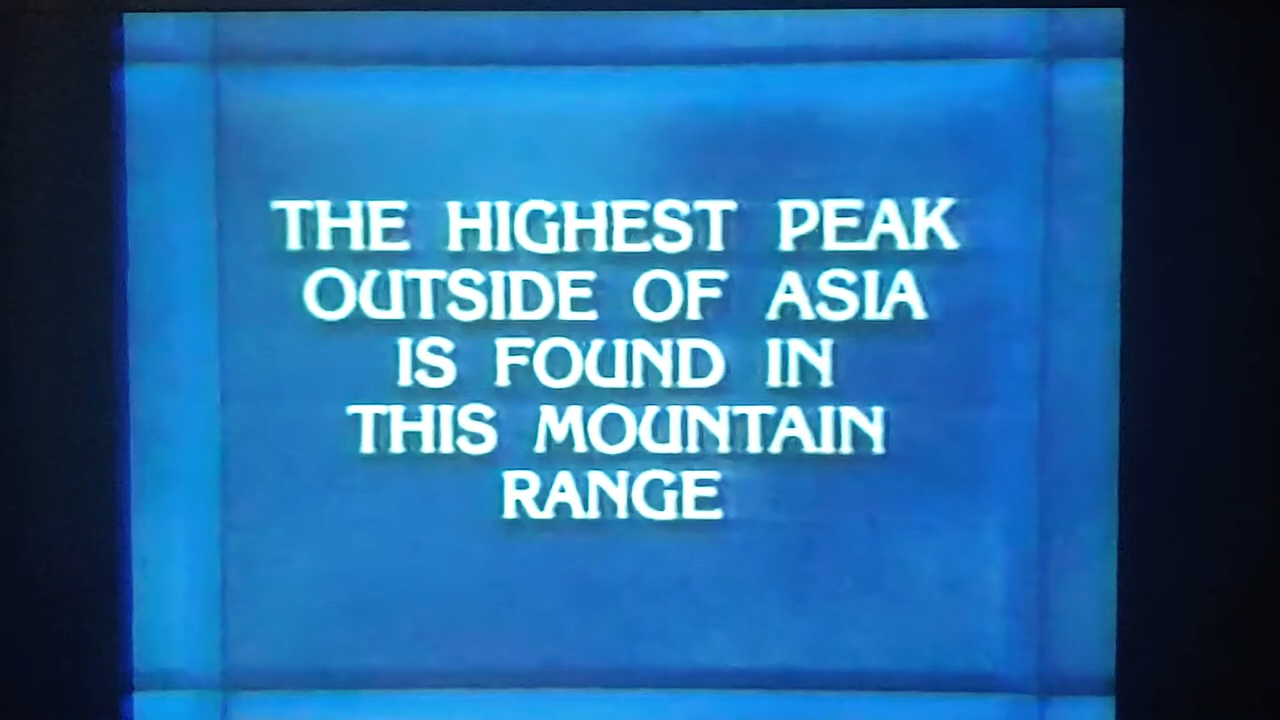 THE HIGHEST PEAK
OUTSIDE OF ASIA
IS FOUND IN
THIS MOUNTAIN
RANGE